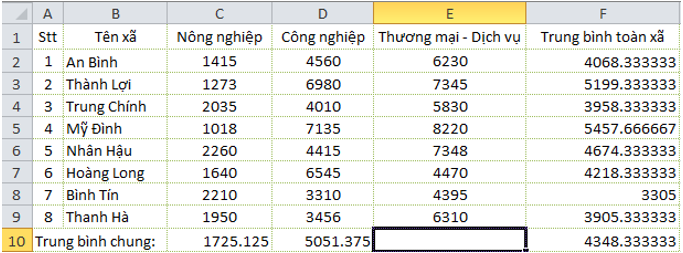 A B C D E F
1 Stt Tên xã Nông nghiệp Công nghiệp Thương mại - Dịch vụ Trung bình toàn xã
2 1 An Bình 1415 4560 6230 4068.333333
3 2 Thành Lợi 1273 6980 7345 5199.333333
4 3 Trung Chính 2035 4010 5830 3958.333333
5 4 Mỹ Đình 1018 7135 8220 5457.666667
6 5 Nhân Hậu 2260 4415 7348 4674.333333
7 6 Hoàng Long 1640 6545 4470 4218.333333
8 7 Bình Tín 2210 3310 4395 3305
9 8 Thanh Hà 1950 3456 6310 3905.333333
10 Trung bình chung: 1725.125 5051.375 4348.333333